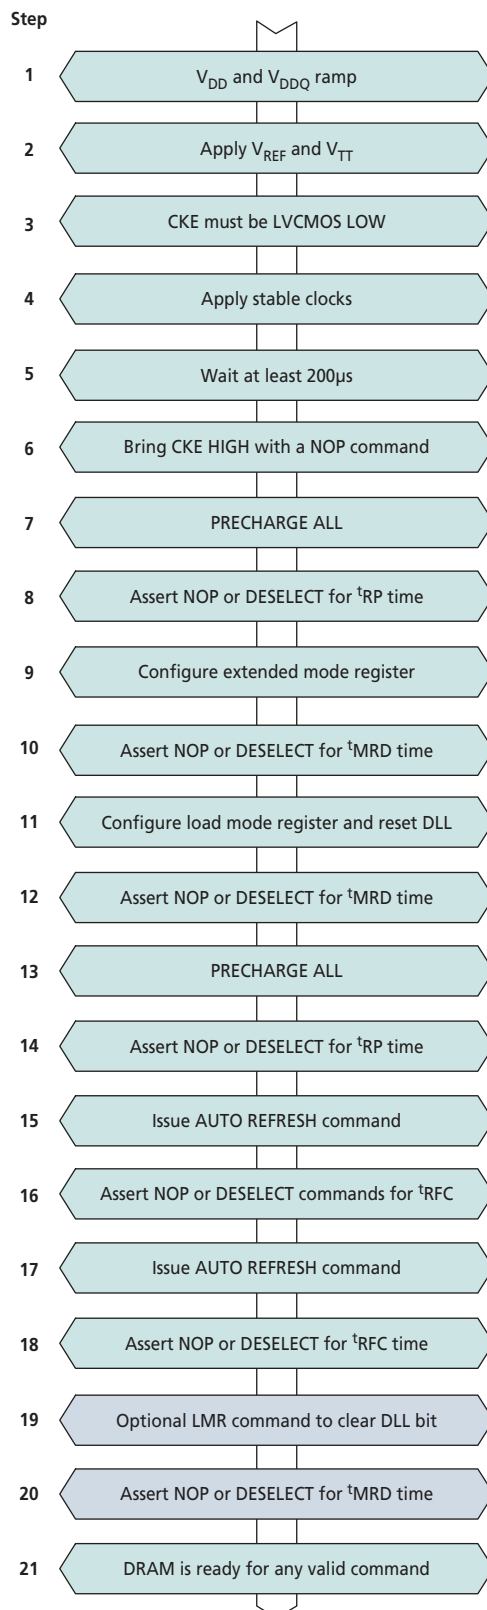 Step
1 V_DD and V_DDQ ramp
2 Apply V_REF and V_TT
3 CKE must be LVCMOS LOW
4 Apply stable clocks
5 Wait at least 200µs
6 Bring CKE HIGH with a NOP command
7 PRECHARGE ALL
8 Assert NOP or DESELECT for ᵗRP time
9 Configure extended mode register
10 Assert NOP or DESELECT for ᵗMRD time
11 Configure load mode register and reset DLL
12 Assert NOP or DESELECT for ᵗMRD time
13 PRECHARGE ALL
14 Assert NOP or DESELECT for ᵗRP time
15 Issue AUTO REFRESH command
16 Assert NOP or DESELECT commands for ᵗRFC
17 Issue AUTO REFRESH command
18 Assert NOP or DESELECT for ᵗRFC time
19 Optional LMR command to clear DLL bit
20 Assert NOP or DESELECT for ᵗMRD time
21 DRAM is ready for any valid command